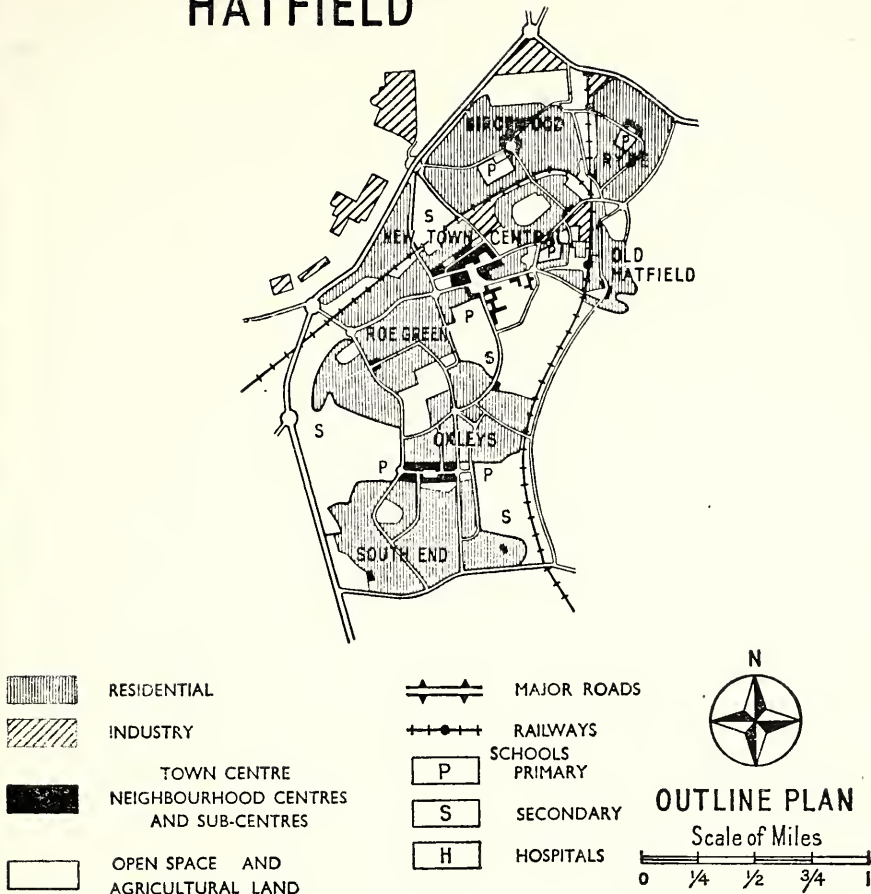 HATFIELD
BIRCHWOOD
P
RYDE
P
S
NEW TOWN CENTRAL
P
OLD
HATFIELD
P
ROE GREEN
S
S
OXLEYS
P
P
S
SOUTH END
RESIDENTIAL
INDUSTRY
TOWN CENTRE
NEIGHBOURHOOD CENTRES
AND SUB-CENTRES
OPEN SPACE AND
AGRICULTURAL LAND
MAJOR ROADS
RAILWAYS
SCHOOLS
P PRIMARY
S SECONDARY
H HOSPITALS
N
OUTLINE PLAN
Scale of Miles
0 1/4 1/2 3/4 1